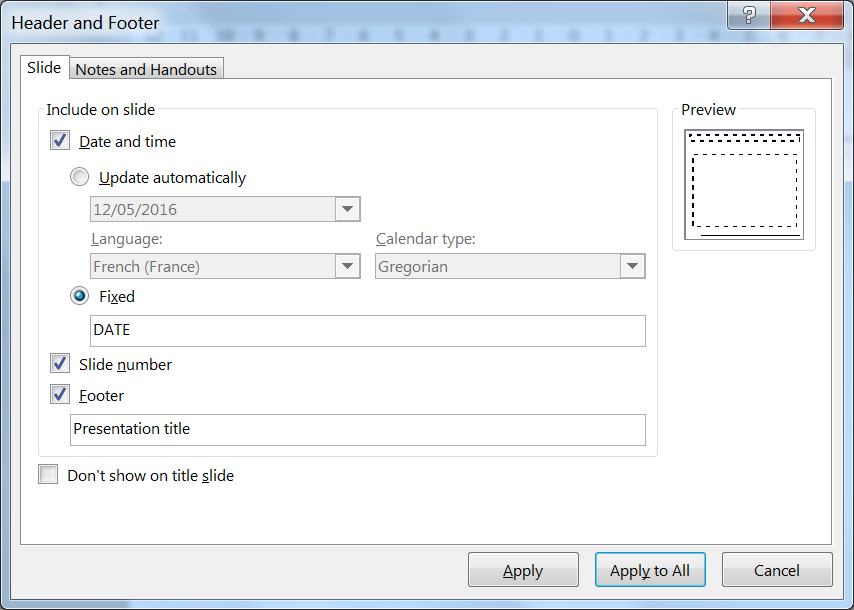 Header and Footer
Slide
Notes and Handouts
Include on slide
Preview
Date and time
Update automatically
12/05/2016
Language:
Calendar type:
French (France)
Gregorian
Fixed
DATE
Slide number
Footer
Presentation title
Don't show on title slide
Apply
Apply to All
Cancel